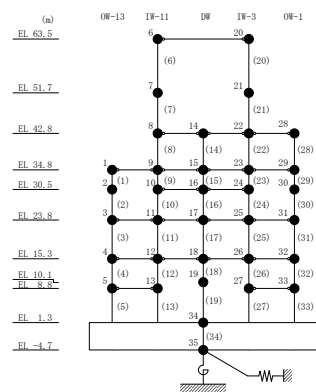 (m) OW-13 IW-11 DW IW-3 OW-1
EL 63.5 6 20
(6) (20)
EL 51.7 7 21
(7) (21)
EL 42.8 8 14 22 28
(8) (14) (22) (28)
EL 34.8 1 9 15 23 29
(1) (9) (15) (23) (29)
EL 30.5 2 10 16 24 30
(2) (10) (16) (24) (30)
EL 23.8 3 11 17 25 31
(3) (11) (17) (25) (31)
EL 15.3 4 12 18 26 32
(4) (12) (18) (26) (32)
EL 10.1 19
EL 8.8 5 13 27 33
(5) (13) (19) (27) (33)
EL 1.3 34
(34)
EL -4.7 35